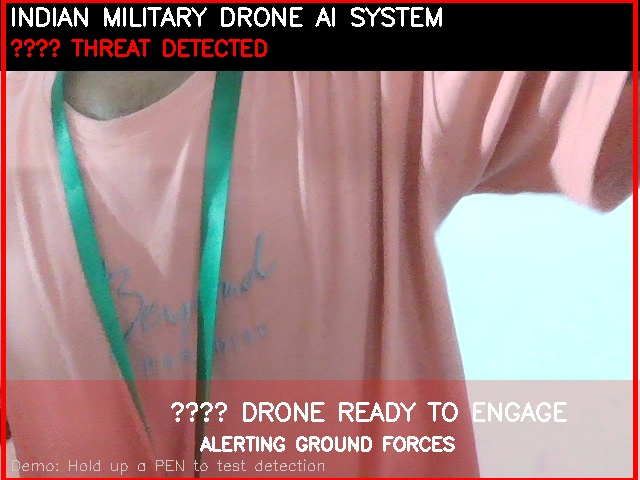 INDIAN MILITARY DRONE AI SYSTEM
???? THREAT DETECTED
???? DRONE READY TO ENGAGE
ALERTING GROUND FORCES
Demo: Hold up a PEN to test detection